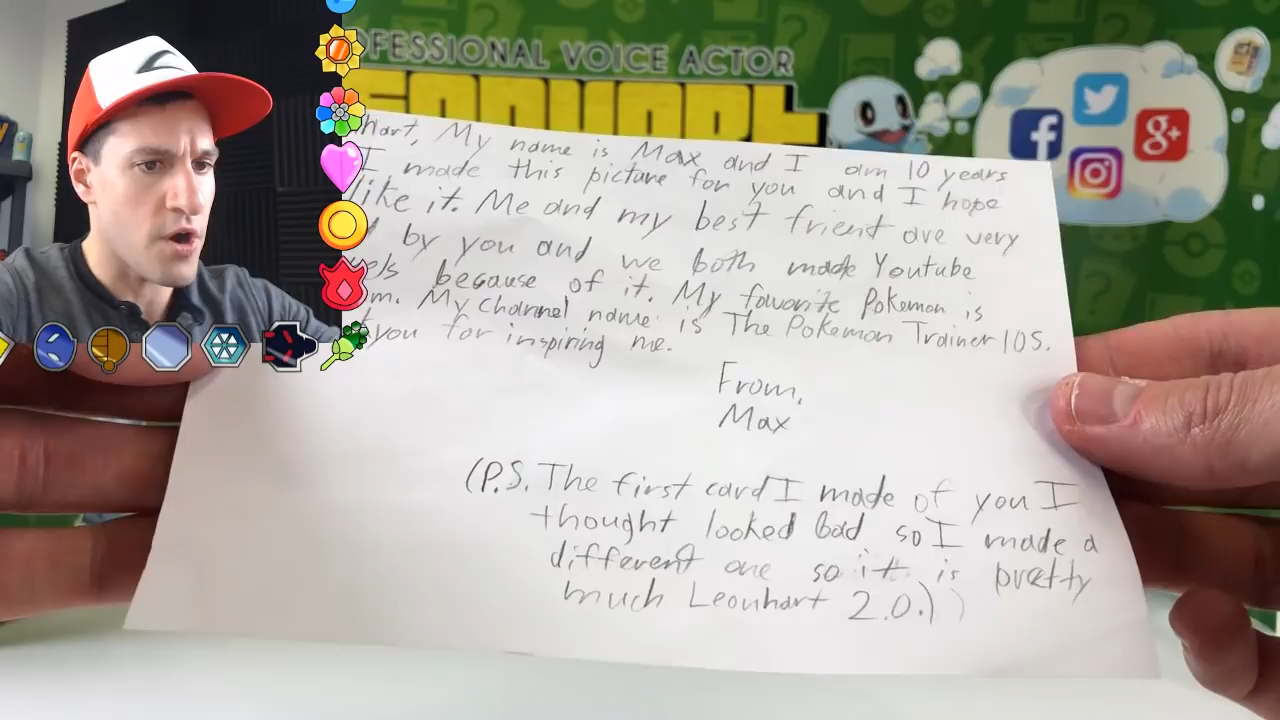 PROFESSIONAL VOICE ACTOR
hart, My name is Max and I am 10 years
I made this picture for you and I hope
like it. Me and my best friend are very
by you and we both made Youtube
els because of it. My favorite Pokemon is
m. My channel name is The Pokemon Trainer 10S.
you for inspiring me.
From,
Max
(P.S. The first card I made of you I
thought looked bad so I made a
different one so it is pretty
much Leonhart 2.0.)
f
g+